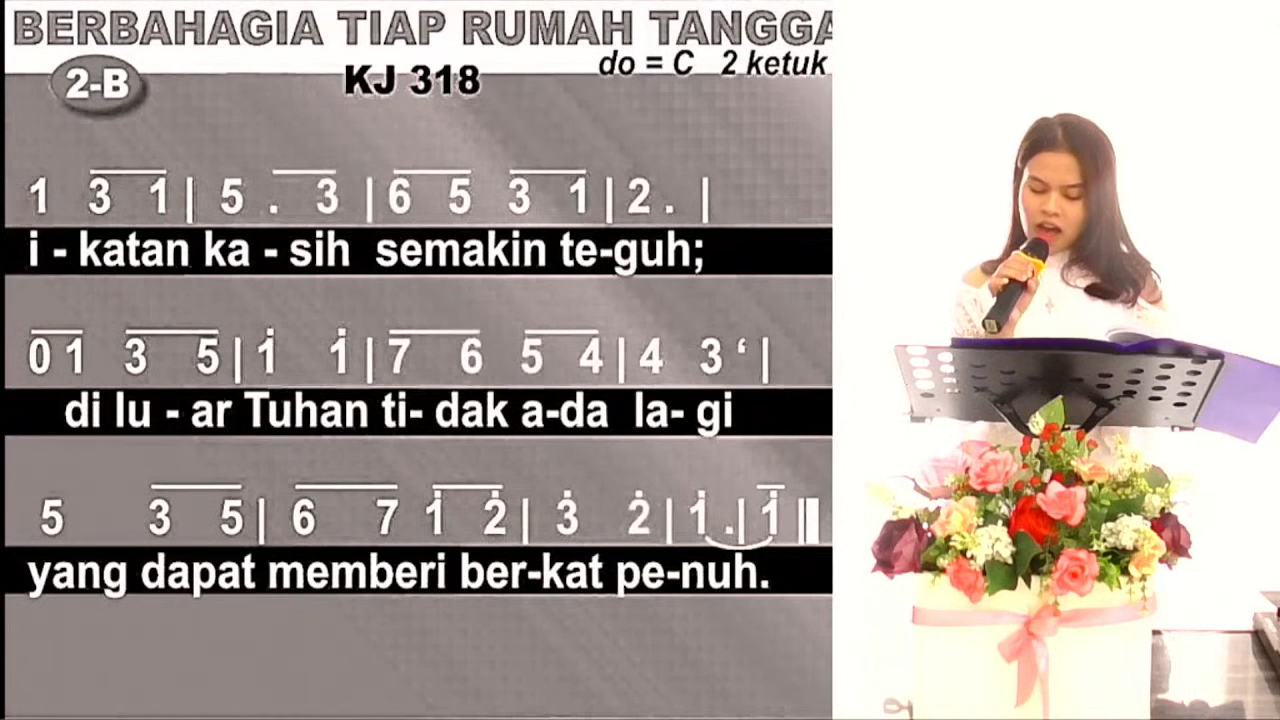 BERBAHAGIA TIAP RUMAH TANGGA
do = C 2 ketuk
2-B
KJ 318
1 3 1 | 5 . 3 | 6 5 3 1 | 2 . |
i - katan ka - sih semakin te-guh;
0 1 3 5 | 1̇ 1̇ | 7 6 5 4 | 4 3 ‘ |
di lu - ar Tuhan ti- dak a-da la- gi
5 3 5 | 6 7 1̇ 2̇ | 3̇ 2̇ | 1̇ . | 1̇ ||
yang dapat memberi ber-kat pe-nuh.